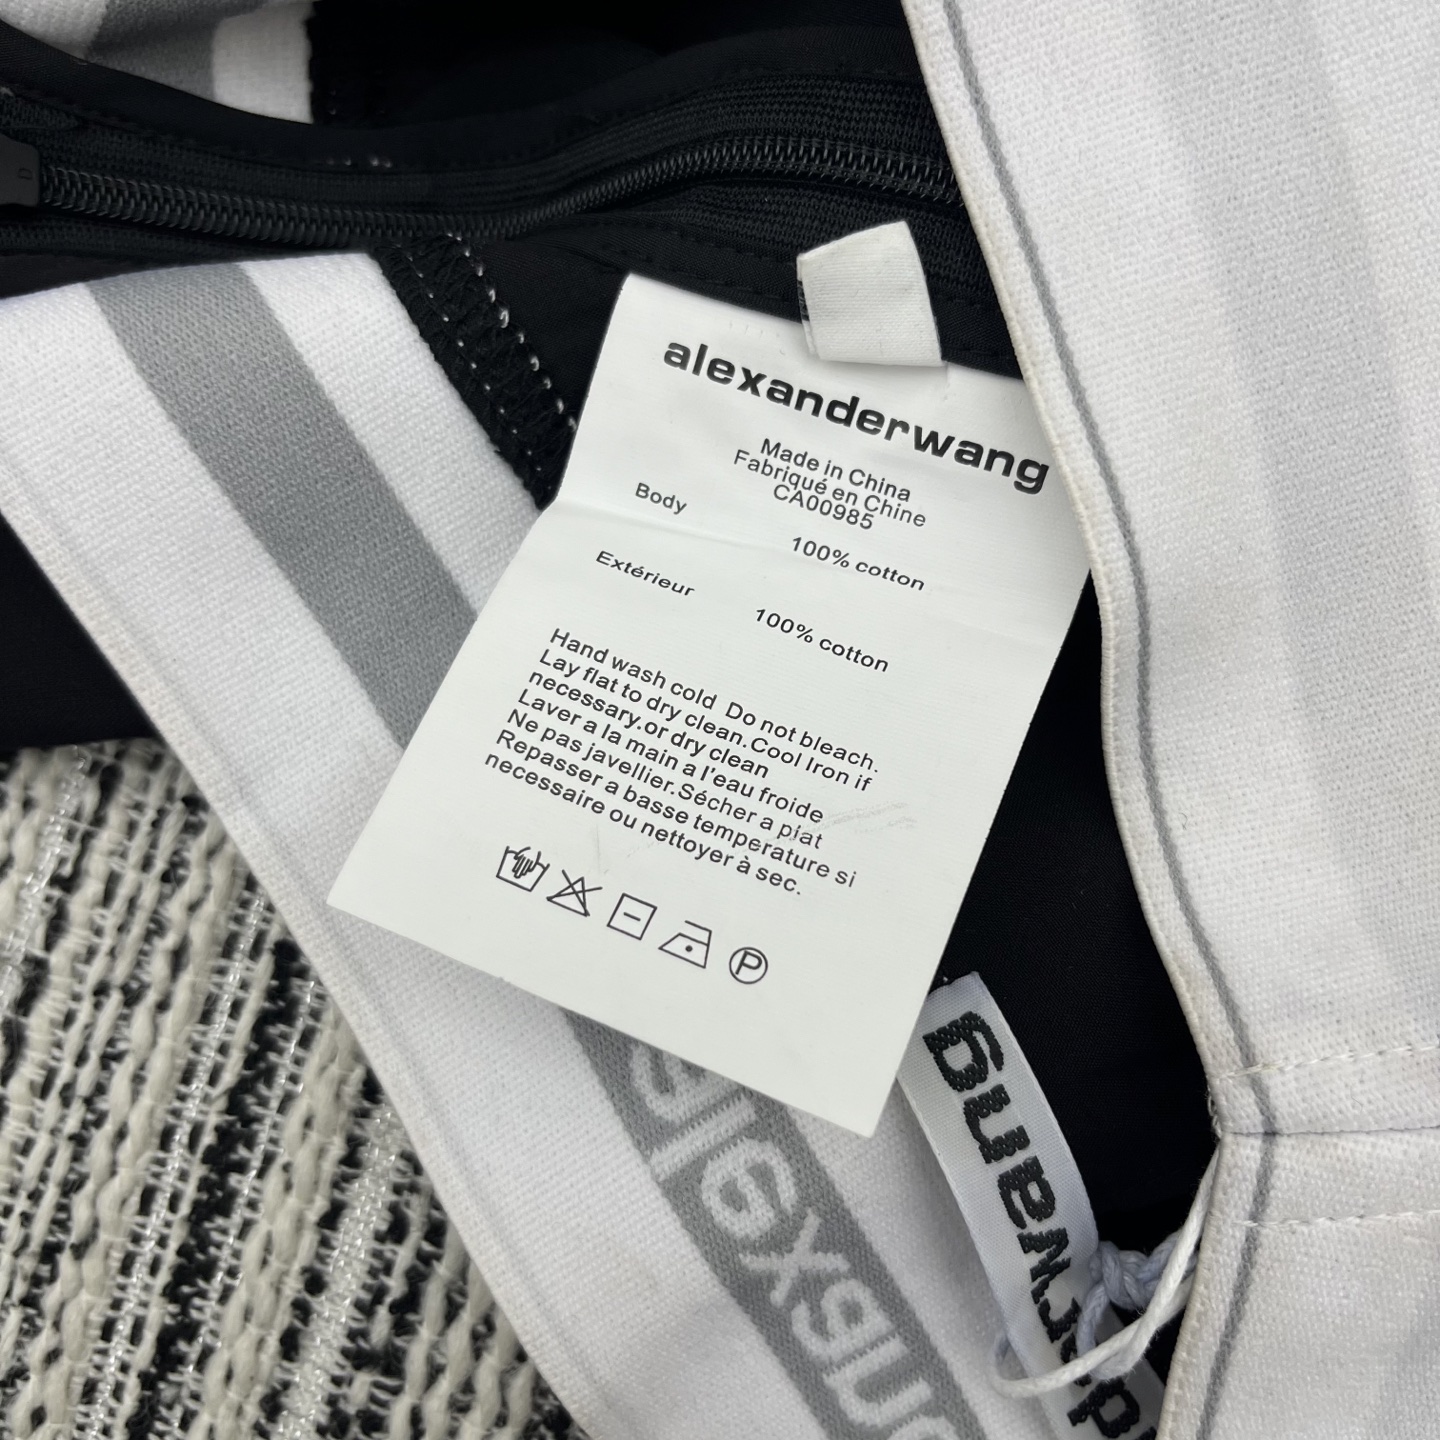 alexanderwang
Made in China
Fabriqué en Chine
CA00985
Body
100% cotton
Extérieur
100% cotton
Hand wash cold Do not bleach.
Lay flat to dry clean.Cool Iron if
necessary.or dry clean
Laver a la main a l'eau froide
Ne pas javellier.Sécher a piat
Repasser a basse temperature si
necessaire ou nettoyer à sec.
P